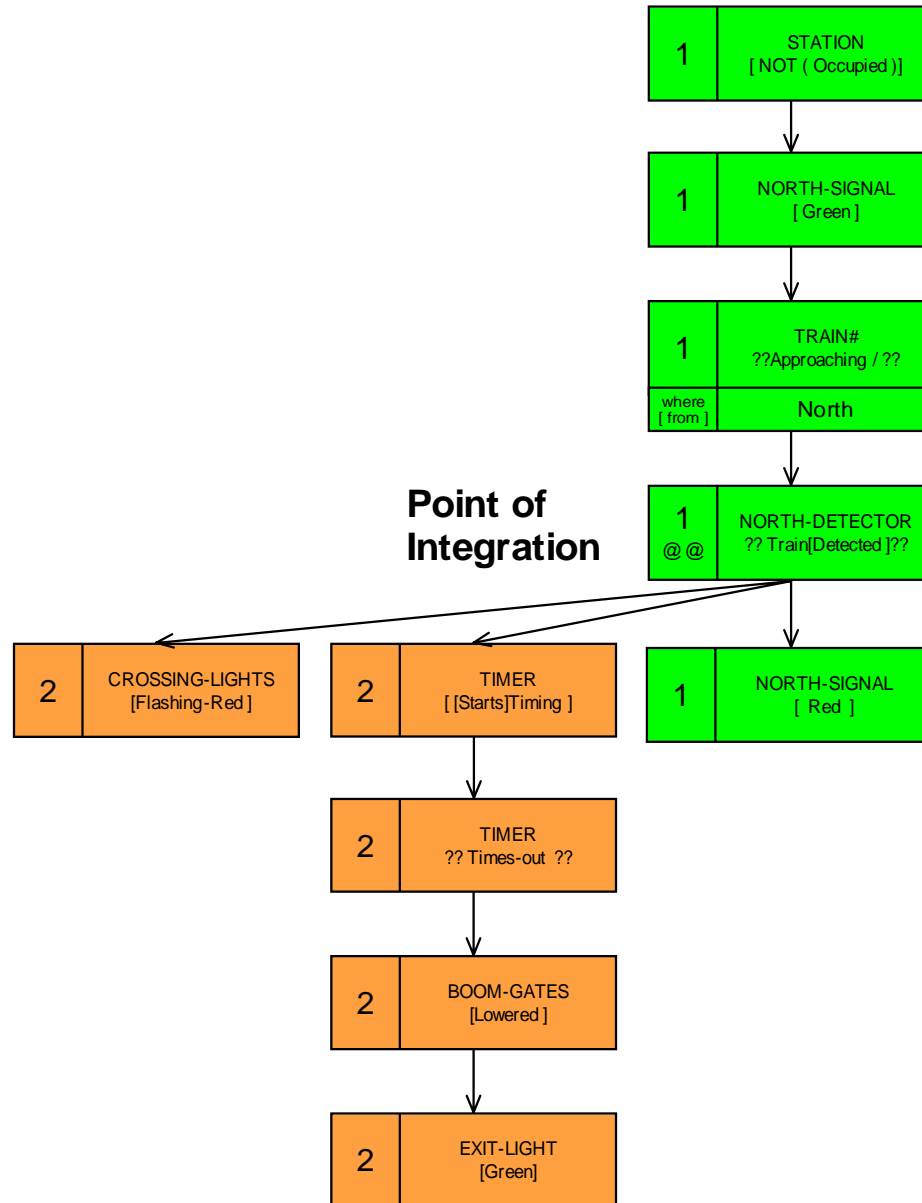 1
STATION
[ NOT ( Occupied )]
1
NORTH-SIGNAL
[ Green ]
1
TRAIN#
??Approaching / ??
where
[ from ]
North
Point of
Integration
1
@@
NORTH-DETECTOR
?? Train[Detected]??
2
CROSSING-LIGHTS
[Flashing-Red ]
2
TIMER
[ [Starts]Timing ]
1
NORTH-SIGNAL
[ Red ]
2
TIMER
?? Times-out ??
2
BOOM-GATES
[Lowered ]
2
EXIT-LIGHT
[Green]